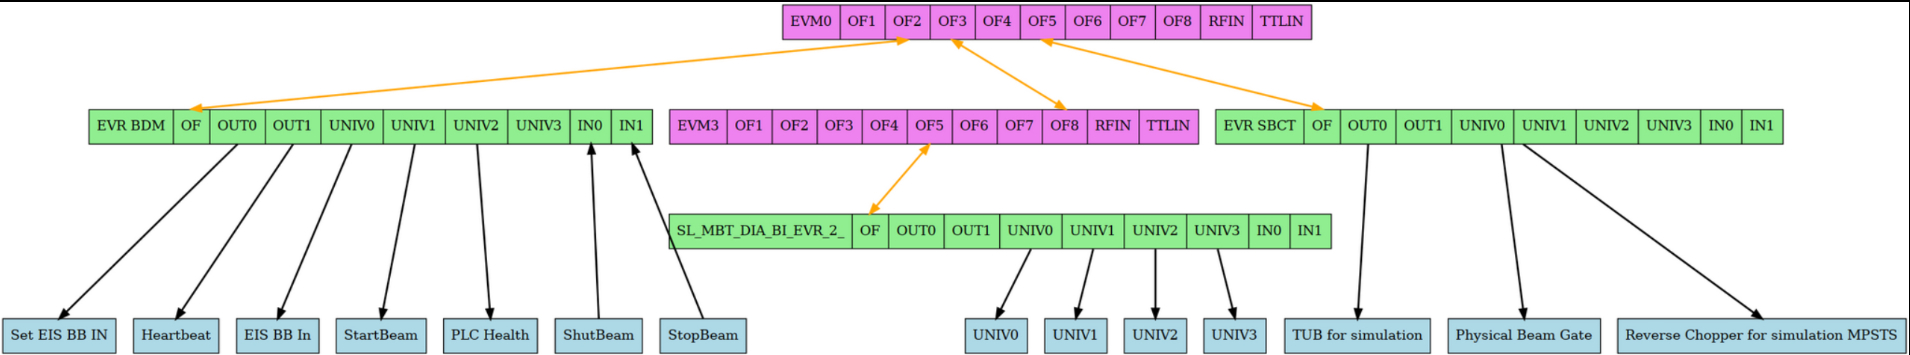 EVM0 OF1 OF2 OF3 OF4 OF5 OF6 OF7 OF8 RFIN TTLIN
EVR BDM OF OUT0 OUT1 UNIV0 UNIV1 UNIV2 UNIV3 IN0 IN1
EVM3 OF1 OF2 OF3 OF4 OF5 OF6 OF7 OF8 RFIN TTLIN
EVR SBCT OF OUT0 OUT1 UNIV0 UNIV1 UNIV2 UNIV3 IN0 IN1
SL_MBT_DIA_BI_EVR_2_ OF OUT0 OUT1 UNIV0 UNIV1 UNIV2 UNIV3 IN0 IN1
Set EIS BB IN
Heartbeat
EIS BB In
StartBeam
PLC Health
ShutBeam
StopBeam
UNIV0
UNIV1
UNIV2
UNIV3
TUB for simulation
Physical Beam Gate
Reverse Chopper for simulation MPSTS